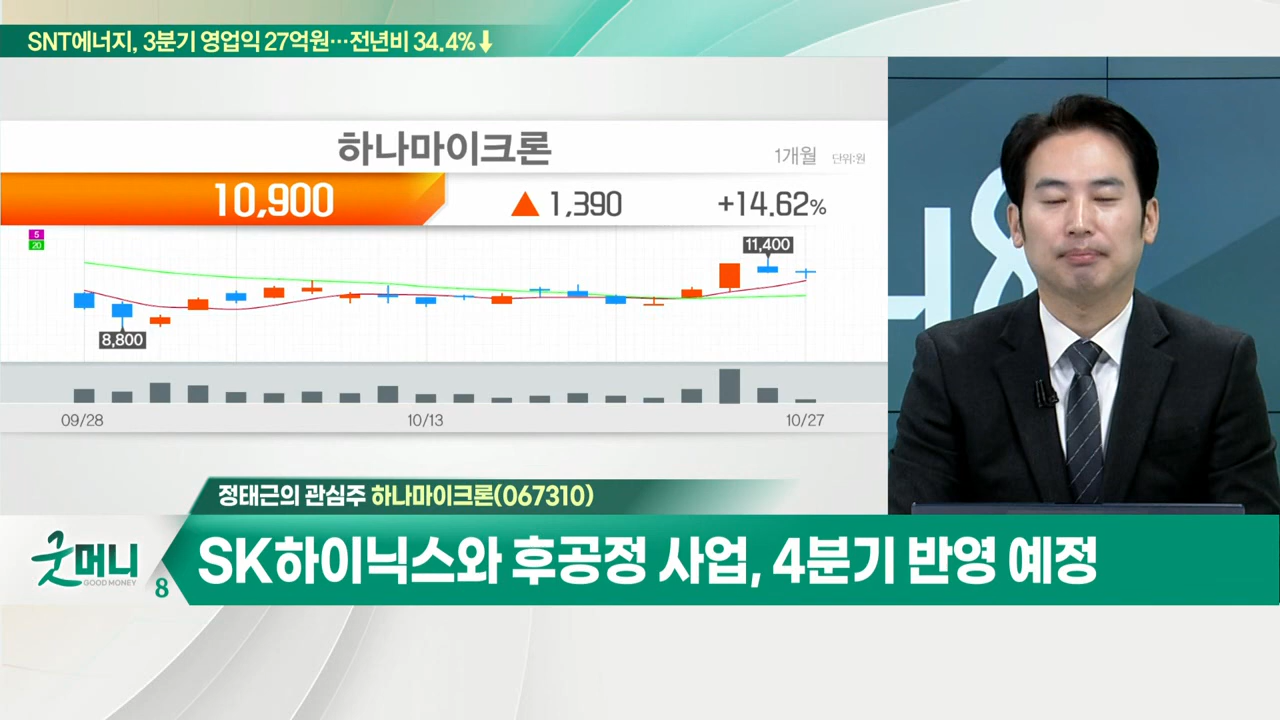 SNT에너지, 3분기 영업익 27억원…전년비 34.4%⬇
하나마이크론
1개월 단위:원
10,900 ▲ 1,390 +14.62%
5
20
11,400
8,800
09/28 10/13 10/27
정태근의 관심주 하나마이크론(067310)
SK하이닉스와 후공정 사업, 4분기 반영 예정
굿머니
GOOD MONEY
8